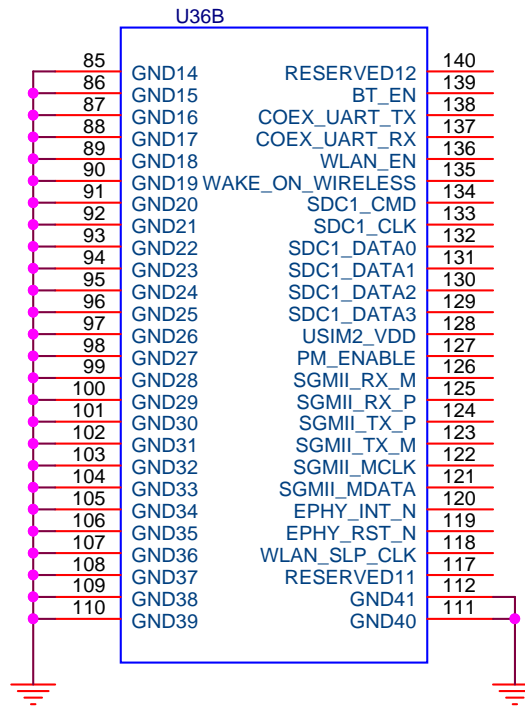 U36B
85 GND14 RESERVED12 140
86 GND15 BT_EN 139
87 GND16 COEX_UART_TX 138
88 GND17 COEX_UART_RX 137
89 GND18 WLAN_EN 136
90 GND19 WAKE_ON_WIRELESS 135
91 GND20 SDC1_CMD 134
92 GND21 SDC1_CLK 133
93 GND22 SDC1_DATA0 132
94 GND23 SDC1_DATA1 131
95 GND24 SDC1_DATA2 130
96 GND25 SDC1_DATA3 129
97 GND26 USIM2_VDD 128
98 GND27 PM_ENABLE 127
99 GND28 SGMII_RX_M 126
100 GND29 SGMII_RX_P 125
101 GND30 SGMII_TX_P 124
102 GND31 SGMII_TX_M 123
103 GND32 SGMII_MCLK 122
104 GND33 SGMII_MDATA 121
105 GND34 EPHY_INT_N 120
106 GND35 EPHY_RST_N 119
107 GND36 WLAN_SLP_CLK 118
108 GND37 RESERVED11 117
109 GND38 GND41 112
110 GND39 GND40 111